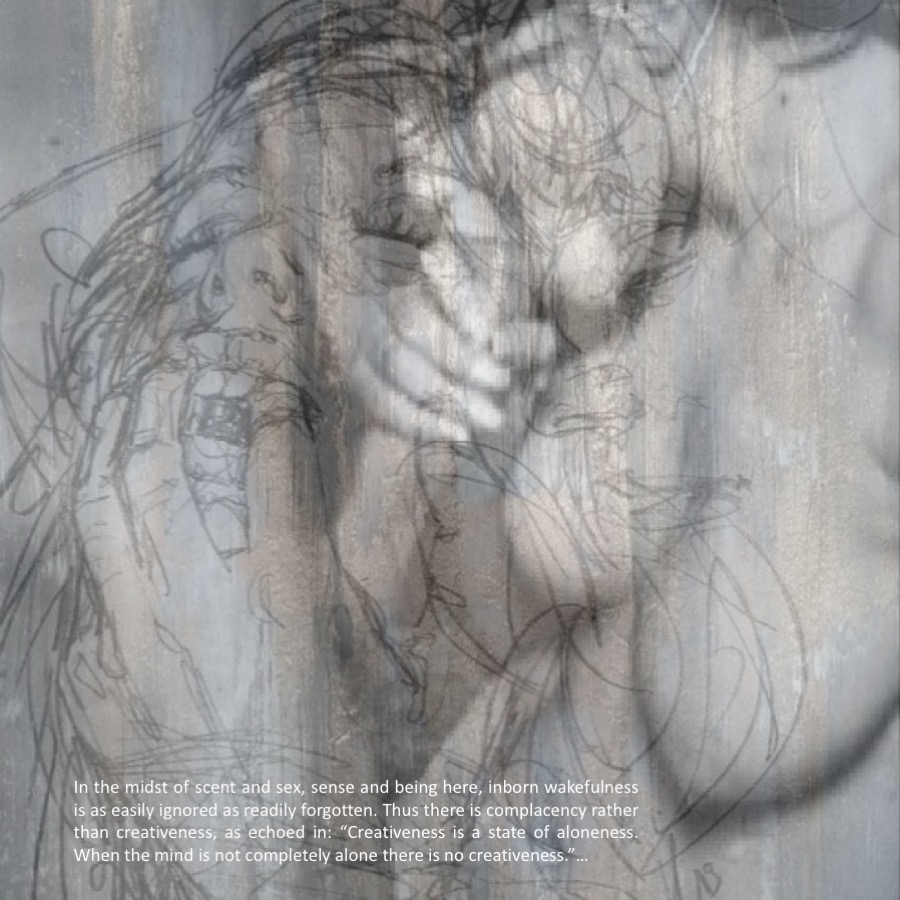 In the midst of scent and sex, sense and being here, inborn wakefulness
is as easily ignored as readily forgotten. Thus there is complacency rather
than creativeness, as echoed in: “Creativeness is a state of aloneness.
When the mind is not completely alone there is no creativeness.”...